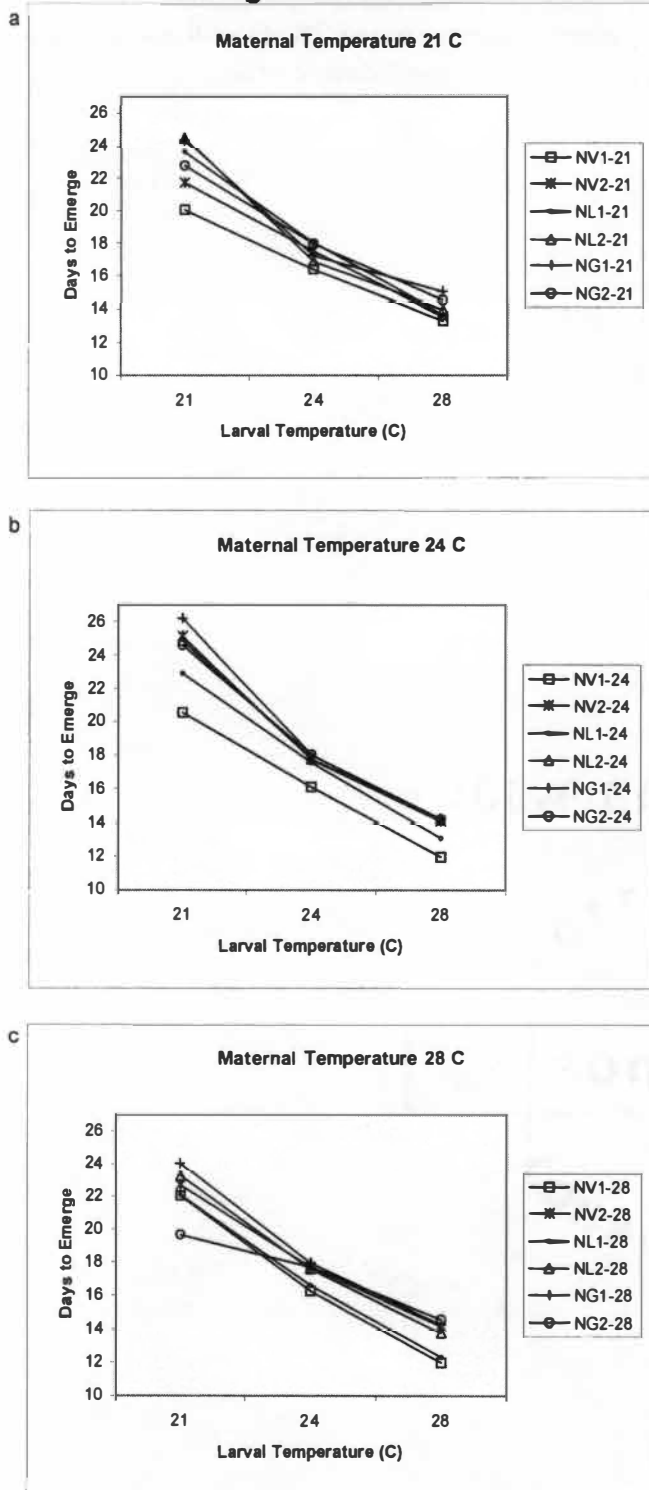 a
Maternal Temperature 21 C
26
24
22
20
18
16
14
12
10
Days to Emerge
21 24 28
Larval Temperature (C)
NV1-21
NV2-21
NL1-21
NL2-21
NG1-21
NG2-21
b
Maternal Temperature 24 C
26
24
22
20
18
16
14
12
10
Days to Emerge
21 24 28
Larval Temperature (C)
NV1-24
NV2-24
NL1-24
NL2-24
NG1-24
NG2-24
c
Maternal Temperature 28 C
26
24
22
20
18
16
14
12
10
Days to Emerge
21 24 28
Larval Temperature (C)
NV1-28
NV2-28
NL1-28
NL2-28
NG1-28
NG2-28